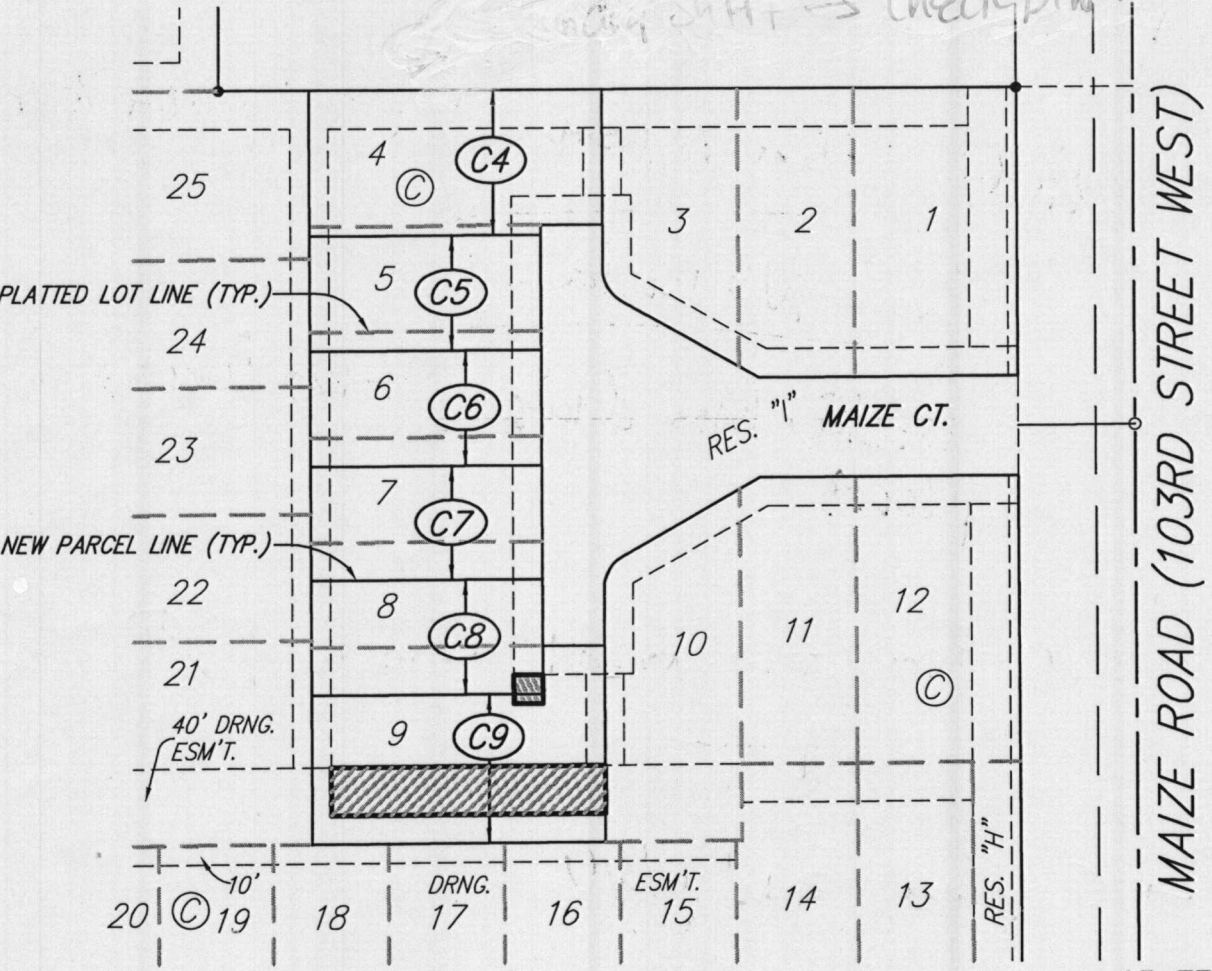 4
C4
C
25
3
2
1
5
C5
PLATTED LOT LINE (TYP.)
24
6
C6
RES. "I"
MAIZE CT.
23
7
C7
NEW PARCEL LINE (TYP.)
22
8
C8
10
11
12
C
21
40' DRNG.
ESM'T.
9
C9
10'
DRNG.
ESM'T.
20
C
19
18
17
16
15
14
13
RES. "H"
MAIZE ROAD (103RD STREET WEST)